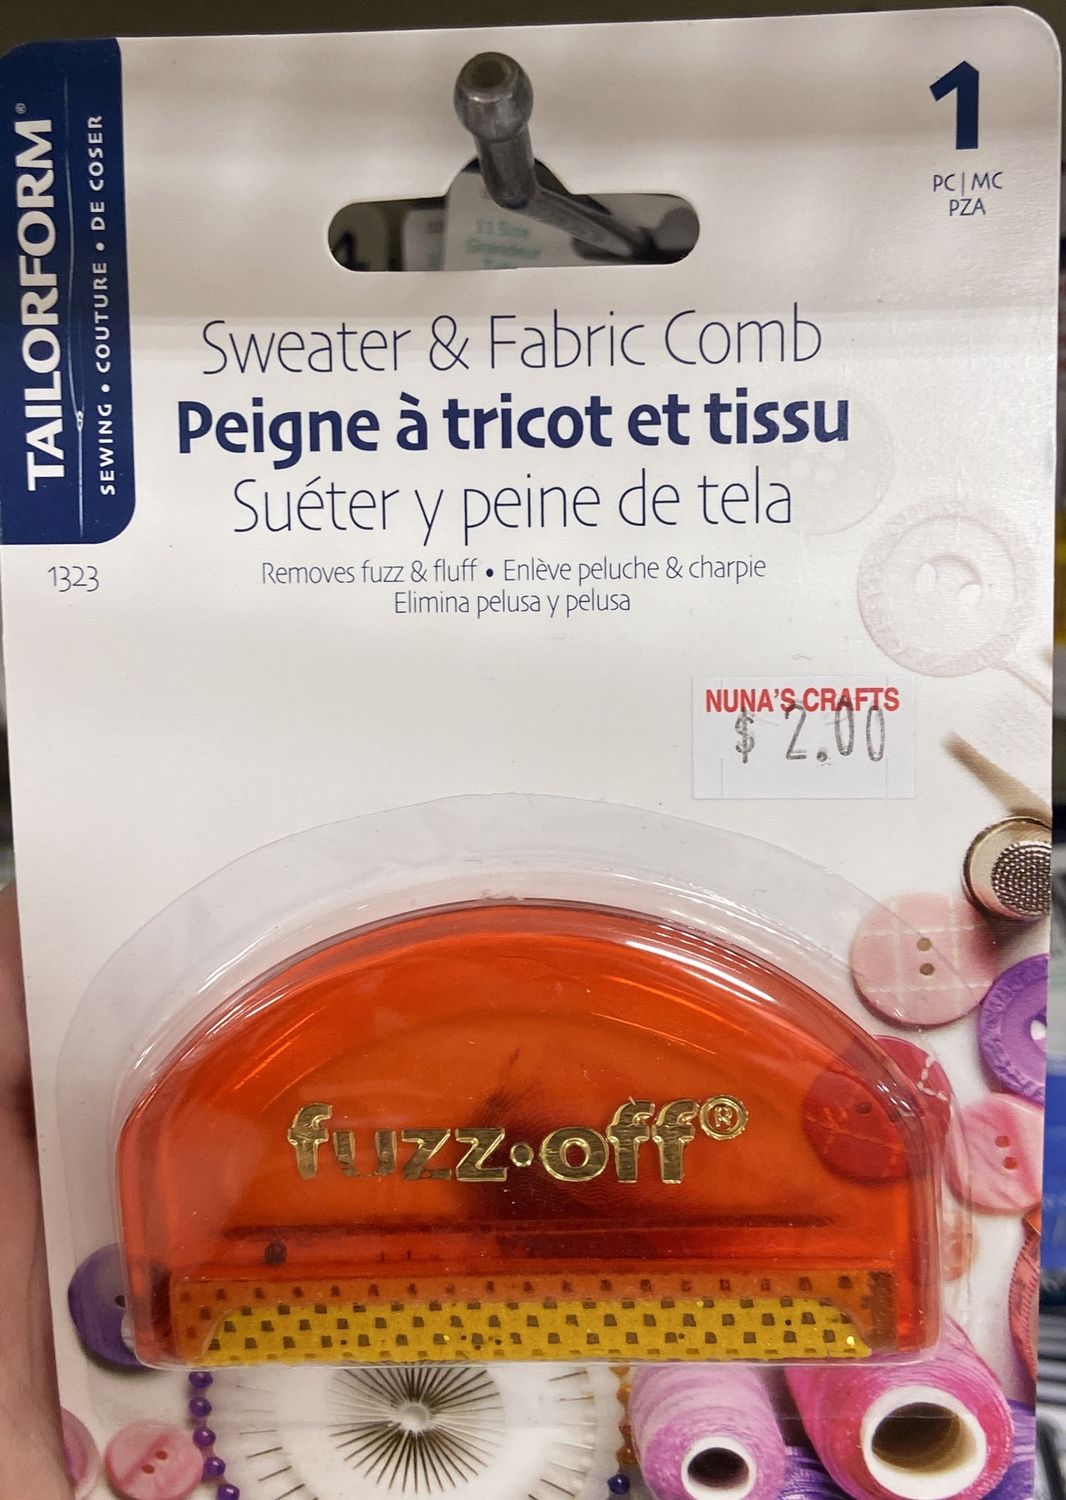 TAILORFORM®
SEWING • COUTURE • DE COSER
1
PC|MC
PZA
Sweater & Fabric Comb
Peigne à tricot et tissu
Suéter y peine de tela
1323
Removes fuzz & fluff • Enlève peluche & charpie
Elimina pelusa y pelusa
NUNA'S CRAFTS
$ 2.00
fuzz•off®